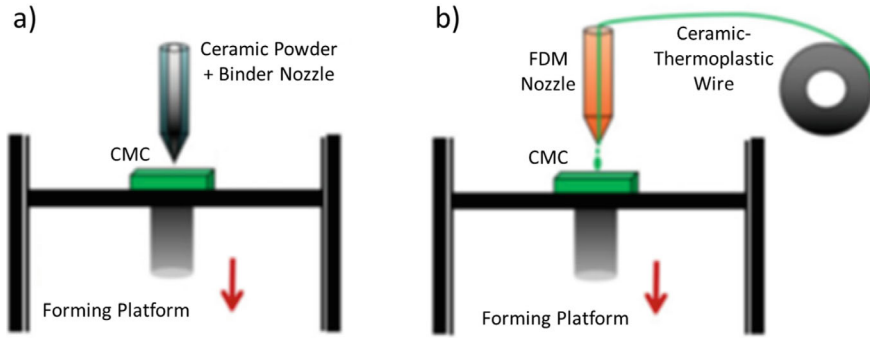 a)
Ceramic Powder
+ Binder Nozzle
CMC
Forming Platform
b)
FDM
Nozzle
Ceramic-
Thermoplastic
Wire
CMC
Forming Platform